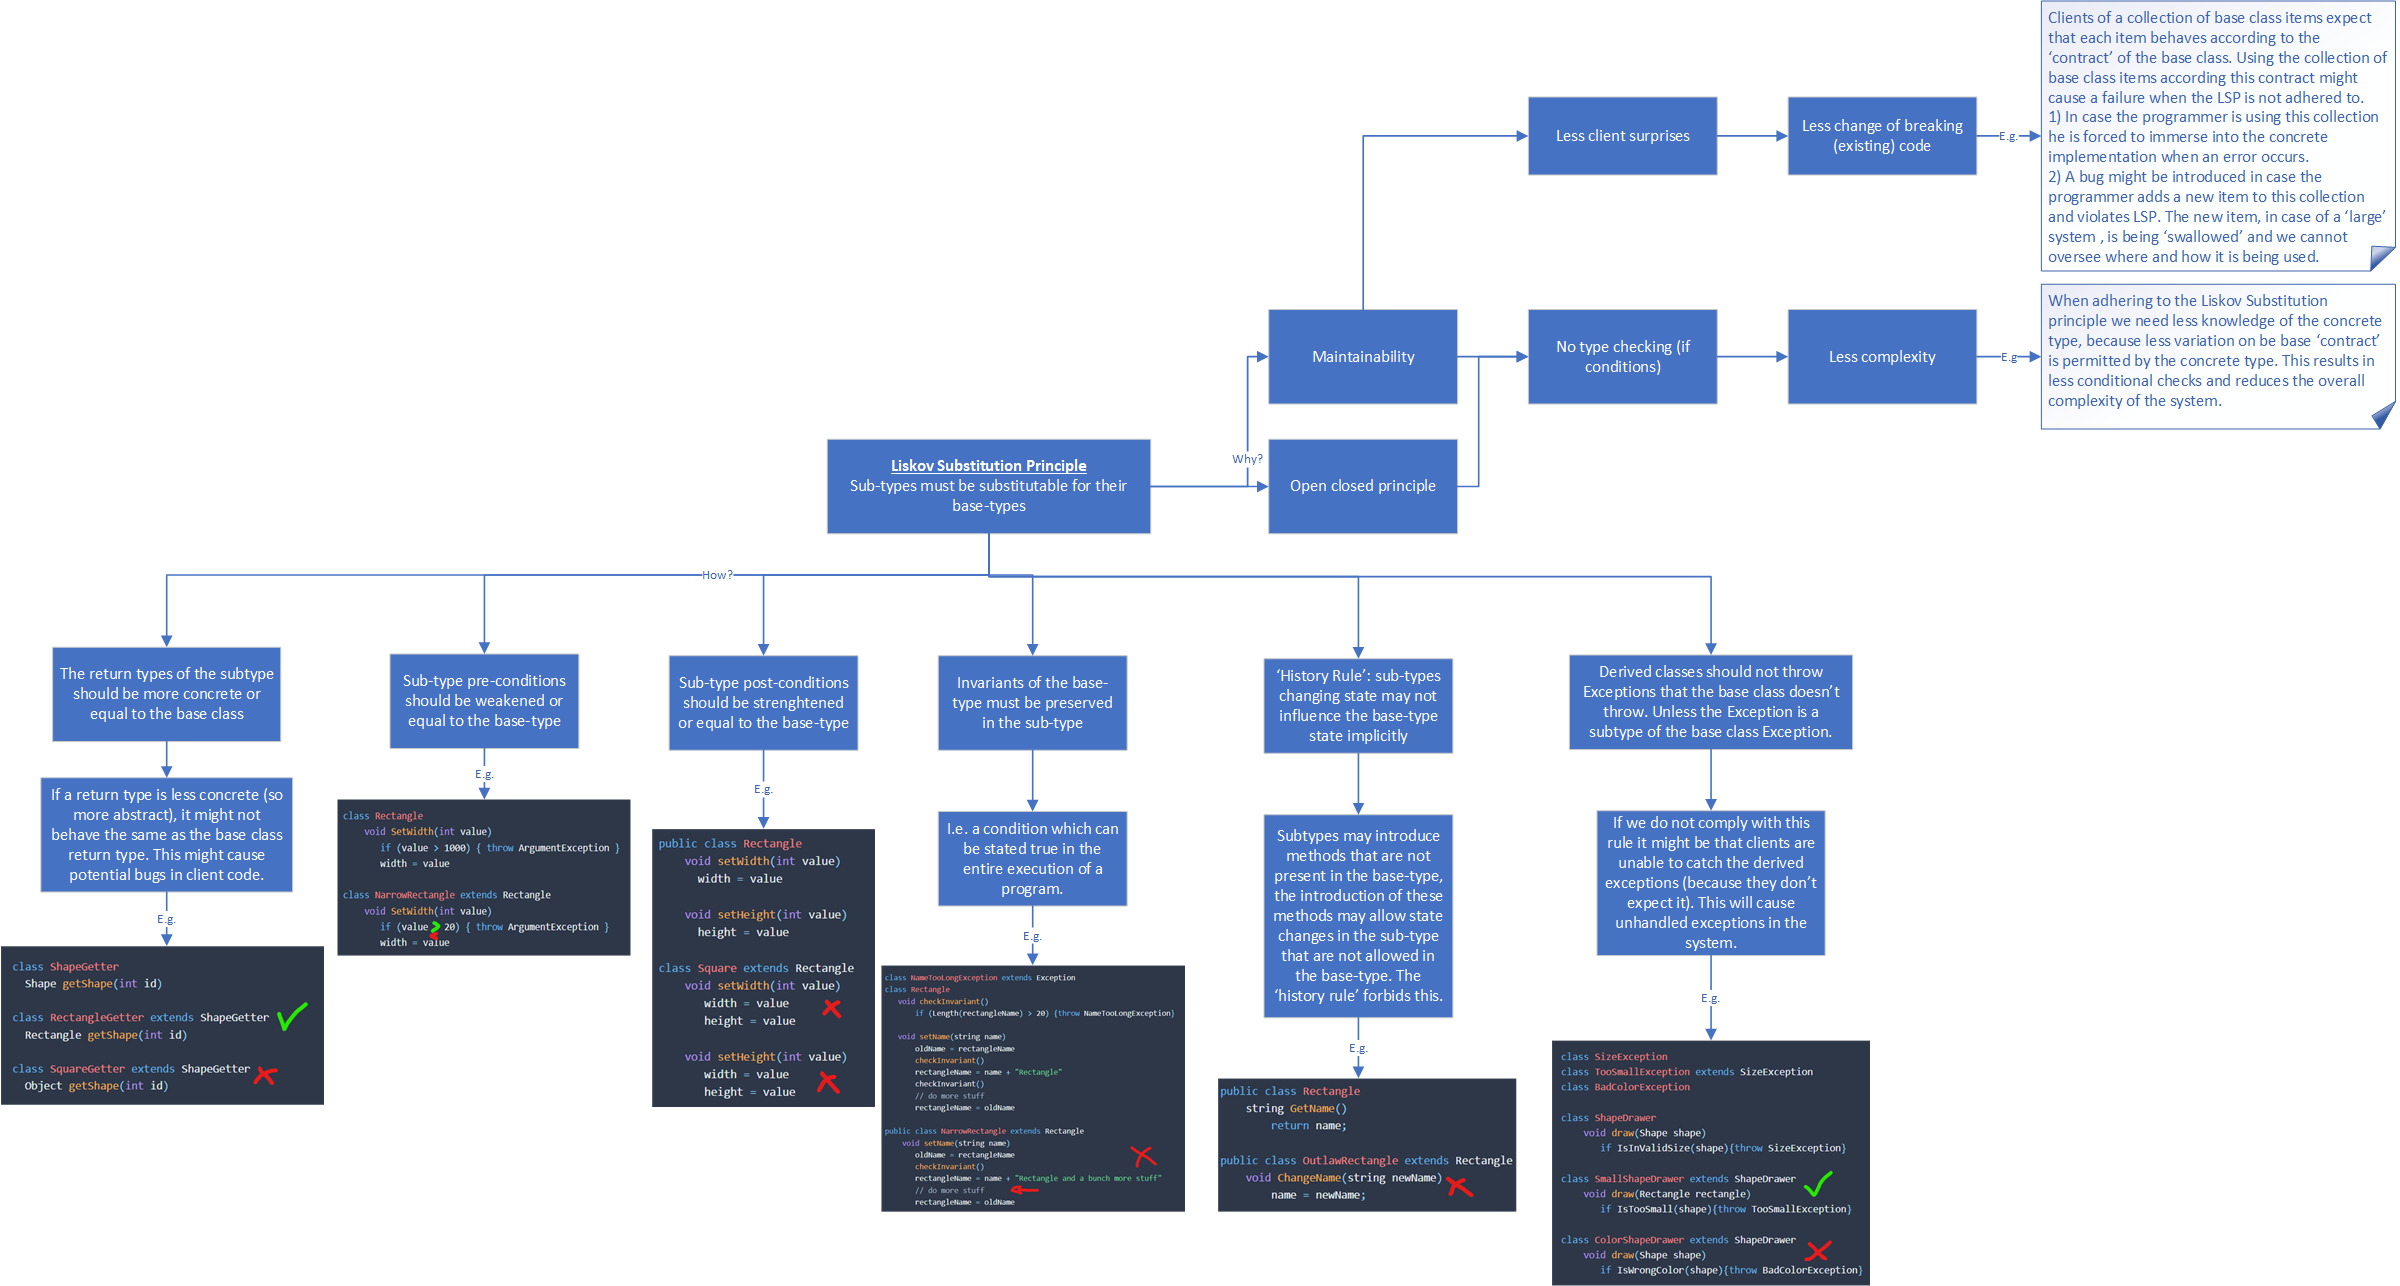 Clients of a collection of base class items expect
that each item behaves according to the
‘contract’ of the base class. Using the collection of
base class items according this contract might
cause a failure when the LSP is not adhered to.
1) In case the programmer is using this collection
he is forced to immerse into the concrete
implementation when an error occurs.
2) A bug might be introduced in case the
programmer adds a new item to this collection
and violates LSP. The new item, in case of a ‘large’
system , is being ‘swallowed’ and we cannot
oversee where and how it is being used.
Less client surprises
Less change of breaking
(existing) code
E.g.
When adhering to the Liskov Substitution
principle we need less knowledge of the concrete
type, because less variation on be base ‘contract’
is permitted by the concrete type. This results in
less conditional checks and reduces the overall
complexity of the system.
Maintainability
No type checking (if
conditions)
Less complexity
E.g
Why?
Liskov Substitution Principle
Sub-types must be substitutable for their
base-types
Open closed principle
How?
The return types of the subtype
should be more concrete or
equal to the base class
If a return type is less concrete (so
more abstract), it might not
behave the same as the base class
return type. This might cause
potential bugs in client code.
E.g.
class ShapeGetter
Shape getShape(int id)
class RectangleGetter extends ShapeGetter
Rectangle getShape(int id)
class SquareGetter extends ShapeGetter
Object getShape(int id)
Sub-type pre-conditions
should be weakened or
equal to the base-type
E.g.
class Rectangle
void SetWidth(int value)
if (value > 1000) { throw ArgumentException }
width = value
class NarrowRectangle extends Rectangle
void SetWidth(int value)
if (value > 20) { throw ArgumentException }
width = value
Sub-type post-conditions
should be strenghtened
or equal to the base-type
E.g.
public class Rectangle
void setWidth(int value)
width = value
void setHeight(int value)
height = value
class Square extends Rectangle
void setWidth(int value)
width = value
height = value
void setHeight(int value)
width = value
height = value
Invariants of the base-
type must be preserved
in the sub-type
I.e. a condition which can
be stated true in the
entire execution of a
program.
E.g.
class NameTooLongException extends Exception
class Rectangle
void checkInvariant()
if (Length(rectangleName) > 20) {throw NameTooLongException}
void setName(string name)
oldName = rectangleName
checkInvariant()
rectangleName = name + "Rectangle"
checkInvariant()
// do more stuff
rectangleName = oldName
public class NarrowRectangle extends Rectangle
void setName(string name)
oldName = rectangleName
checkInvariant()
rectangleName = name + "Rectangle and a bunch more stuff"
// do more stuff
rectangleName = oldName
‘History Rule’: sub-types
changing state may not
influence the base-type
state implicitly
Subtypes may introduce
methods that are not
present in the base-type,
the introduction of these
methods may allow state
changes in the sub-type
that are not allowed in
the base-type. The
‘history rule’ forbids this.
E.g.
public class Rectangle
string GetName()
return name;
public class OutlawRectangle extends Rectangle
void ChangeName(string newName)
name = newName;
Derived classes should not throw
Exceptions that the base class doesn’t
throw. Unless the Exception is a
subtype of the base class Exception.
If we do not comply with this
rule it might be that clients are
unable to catch the derived
exceptions (because they don’t
expect it). This will cause
unhandled exceptions in the
system.
E.g.
class SizeException
class TooSmallException extends SizeException
class BadColorException
class ShapeDrawer
void draw(Shape shape)
if IsInValidSize(shape){throw SizeException}
class SmallShapeDrawer extends ShapeDrawer
void draw(Rectangle rectangle)
if IsTooSmall(shape){throw TooSmallException}
class ColorShapeDrawer extends ShapeDrawer
void draw(Shape shape)
if IsWrongColor(shape){throw BadColorException}